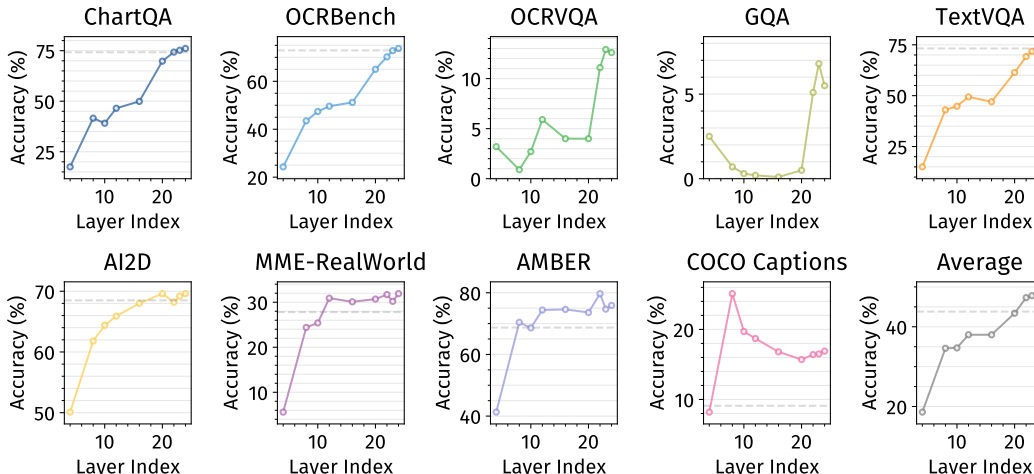 ChartQA
OCRBench
OCRVQA
GQA
TextVQA
Accuracy (%)
75
50
25
10
20
Layer Index
Accuracy (%)
60
40
20
10
20
Layer Index
Accuracy (%)
10
5
0
10
20
Layer Index
Accuracy (%)
5
0
10
20
Layer Index
Accuracy (%)
75
50
25
10
20
Layer Index
AI2D
MME-RealWorld
AMBER
COCO Captions
Average
Accuracy (%)
70
60
50
10
20
Layer Index
Accuracy (%)
30
20
10
10
20
Layer Index
Accuracy (%)
80
60
40
10
20
Layer Index
Accuracy (%)
20
10
10
20
Layer Index
Accuracy (%)
40
20
10
20
Layer Index